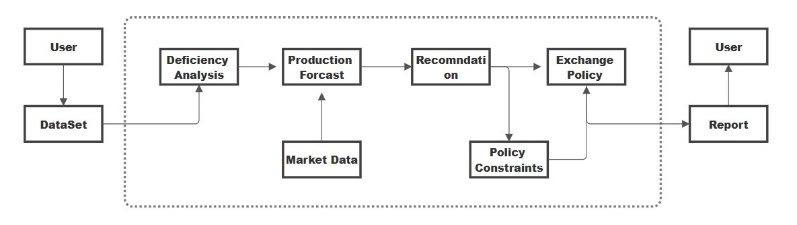 User
DataSet
Deficiency
Analysis
Production
Forcast
Market Data
Recomndati
on
Exchange
Policy
Policy
Constraints
User
Report